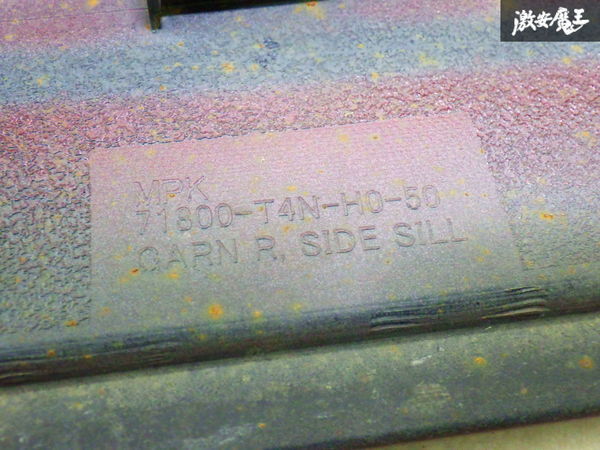 激安魔王
MPK
71800-T4N-H0-50
GARN R, SIDE SILL